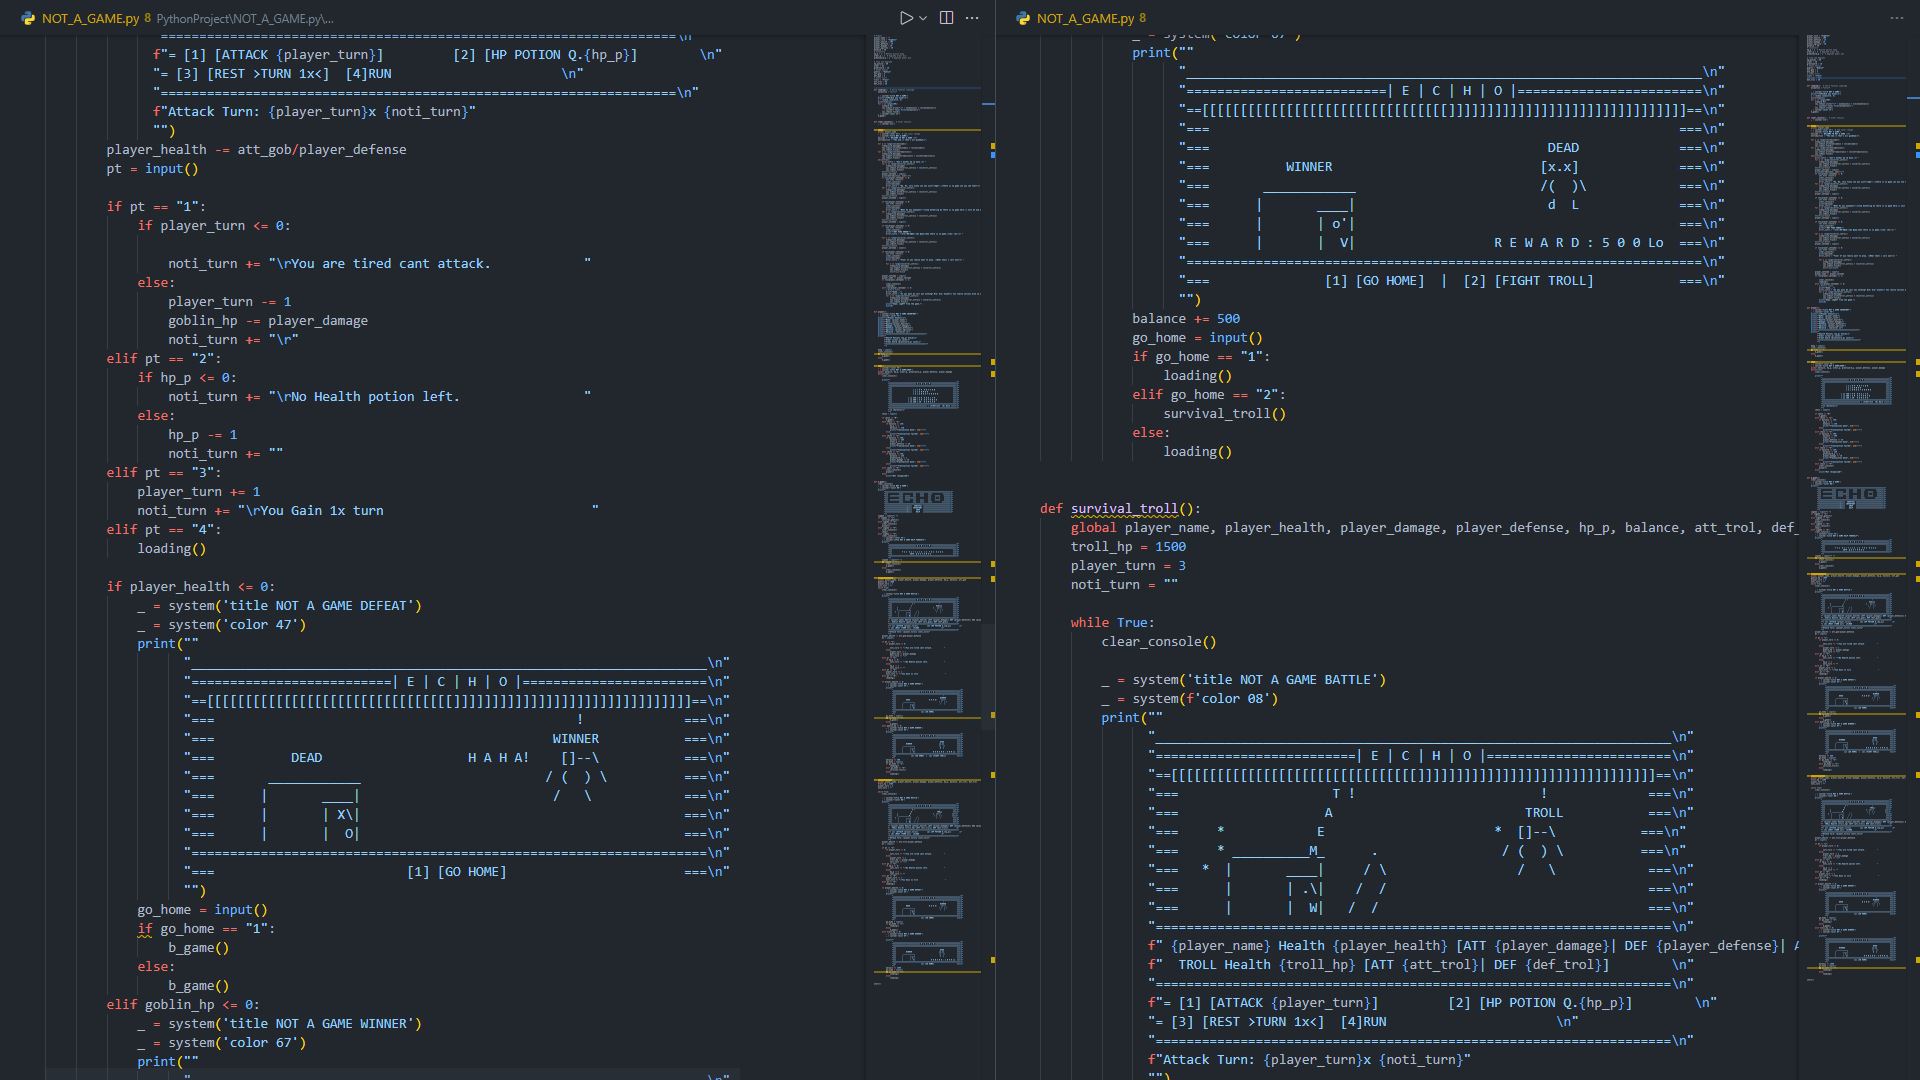 NOT_A_GAME.py 8 PythonProject\NOT_A_GAME.py\...
f"= [1] [ATTACK {player_turn}]         [2] [HP POTION Q.{hp_p}]        \n"
"= [3] [REST >TURN 1x<]  [4]RUN                      \n"
"===================================================================\n"
f"Attack Turn: {player_turn}x {noti_turn}"
"")
player_health -= att_gob/player_defense
pt = input()
if pt == "1":
if player_turn <= 0:
noti_turn += "\rYou are tired cant attack.            "
else:
player_turn -= 1
goblin_hp -= player_damage
noti_turn += "\r"
elif pt == "2":
if hp_p <= 0:
noti_turn += "\rNo Health potion left.                "
else:
hp_p -= 1
noti_turn += ""
elif pt == "3":
player_turn += 1
noti_turn += "\rYou Gain 1x turn                           "
elif pt == "4":
loading()
if player_health <= 0:
_ = system('title NOT A GAME DEFEAT')
_ = system('color 47')
print(""
"___________________________________________________________________\n"
"==========================| E | C | H | O |========================\n"
"==[[[[[[[[[[[[[[[[[[[[[[[[[[[[[[[[]]]]]]]]]]]]]]]]]]]]]]]]]]]]]]]==\n"
"===                                               !             ===\n"
"===                                            WINNER           ===\n"
"===          DEAD                   H A H A!    []--\           ===\n"
"===       ____________                        / (  ) \          ===\n"
"===      |       ____|                         /   \            ===\n"
"===      |       | X\|                                          ===\n"
"===      |       |  O|                                          ===\n"
"===================================================================\n"
"===                         [1] [GO HOME]                       ===\n"
"")
go_home = input()
if go_home == "1":
b_game()
else:
b_game()
elif goblin_hp <= 0:
_ = system('title NOT A GAME WINNER')
_ = system('color 67')
print(""
NOT_A_GAME.py 8
print(""
"___________________________________________________________________\n"
"==========================| E | C | H | O |========================\n"
"==[[[[[[[[[[[[[[[[[[[[[[[[[[[[[[[[]]]]]]]]]]]]]]]]]]]]]]]]]]]]]]]==\n"
"===                                                             ===\n"
"===                                            DEAD             ===\n"
"===          WINNER                           [x.x]             ===\n"
"===       ____________                        /(  )\            ===\n"
"===      |       ____|                         d  L             ===\n"
"===      |       | o'|                                          ===\n"
"===      |       |  V|                  R E W A R D : 5 0 0 Lo  ===\n"
"===================================================================\n"
"===               [1] [GO HOME]  |  [2] [FIGHT TROLL]           ===\n"
"")
balance += 500
go_home = input()
if go_home == "1":
loading()
elif go_home == "2":
survival_troll()
else:
loading()
def survival_troll():
global player_name, player_health, player_damage, player_defense, hp_p, balance, att_trol, def_
troll_hp = 1500
player_turn = 3
noti_turn = ""
while True:
clear_console()
_ = system('title NOT A GAME BATTLE')
_ = system(f'color 08')
print(""
"___________________________________________________________________\n"
"==========================| E | C | H | O |========================\n"
"==[[[[[[[[[[[[[[[[[[[[[[[[[[[[[[[[]]]]]]]]]]]]]]]]]]]]]]]]]]]]]]]==\n"
"===                    T !                        !             ===\n"
"===                   A                         TROLL           ===\n"
"===     *            E                      *  []--\           ===\n"
"===     * __________M_      .                / (  ) \          ===\n"
"===   *  |       ____|     / \                 /   \            ===\n"
"===      |       | .\|    /  /                                  ===\n"
"===      |       |  W|   /  /                                   ===\n"
"===================================================================\n"
f" {player_name} Health {player_health} [ATT {player_damage}| DEF {player_defense}| A
f"  TROLL Health {troll_hp} [ATT {att_trol}| DEF {def_trol}]        \n"
"===================================================================\n"
f"= [1] [ATTACK {player_turn}]         [2] [HP POTION Q.{hp_p}]        \n"
"= [3] [REST >TURN 1x<]  [4]RUN                      \n"
"===================================================================\n"
f"Attack Turn: {player_turn}x {noti_turn}"
"")